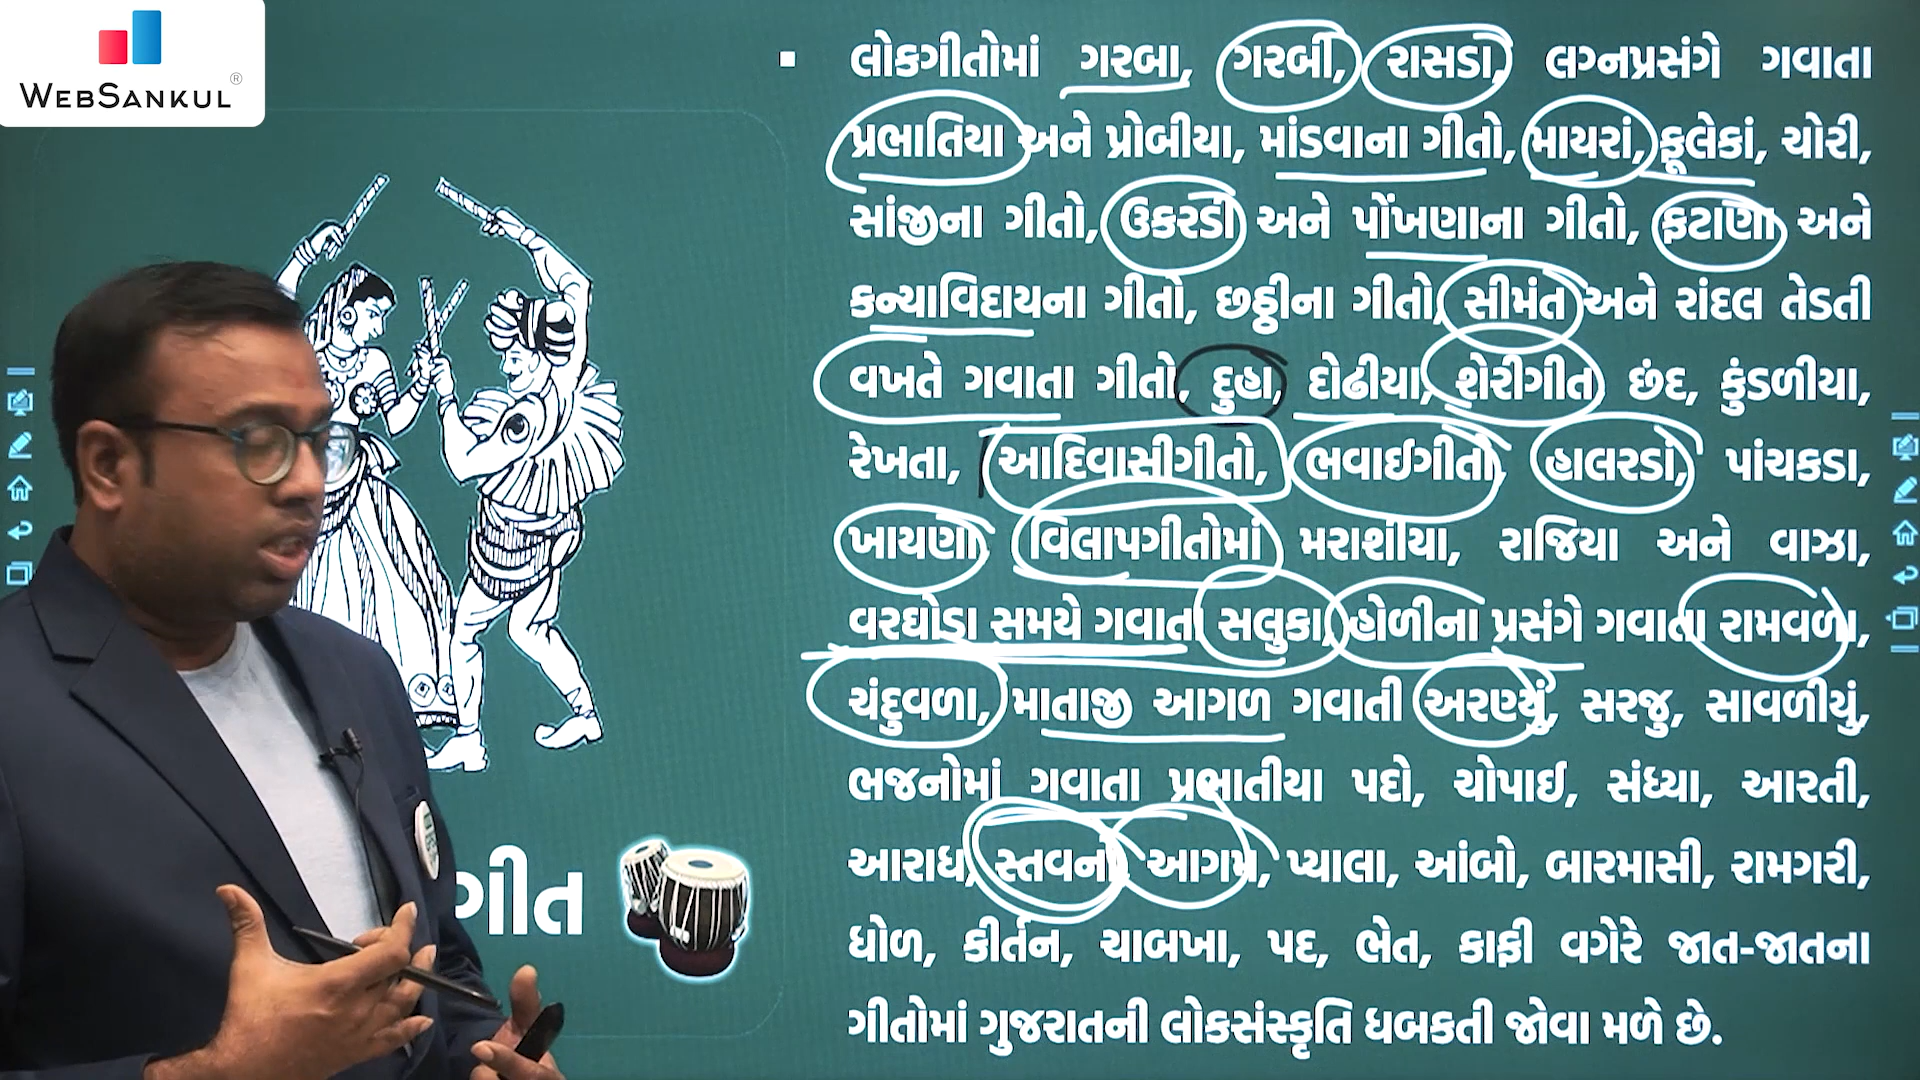 WEBSANKUL®
લોકગીતોમાં ગરબા, ગરબી, રાસડા, લગ્નપ્રસંગે ગવાતા
પ્રભાતિયા અને પ્રોબીયા, માંડવાના ગીતો, માયરાં, ફૂલેકાં, ચોરી,
સાંજીના ગીતો, ઉકરડી અને પોંખણાના ગીતો, ફટાણા અને
કન્યાવિદાયના ગીતો, છઠ્ઠીના ગીતો, સીમંત અને રાંદલ તેડતી
વખતે ગવાતા ગીતો, દુહા, દોઢીયા, શેરીગીત, છંદ, કુંડળીયા,
રેખતા, આદિવાસીગીતો, ભવાઈગીતો, હાલરડાં, પાંચકડા,
ખાયણાં, વિલાપગીતોમાં મરાશીયા, રાજિયા અને વાઝા,
વરઘોડા સમયે ગવાતા સલુકા, હોળીના પ્રસંગે ગવાતા રામવળા,
ચંદુવળા, માતાજી આગળ ગવાતી અરણ્યું, સરજુ, સાવળીયું,
ભજનોમાં ગવાતા પ્રભાતીયા પદો, ચોપાઈ, સંધ્યા, આરતી,
આરાધ, સ્તવન, આગમ, પ્યાલા, આંબો, બારમાસી, રામગરી,
ધોળ, કીર્તન, ચાબખા, પદ, ભેત, કાફી વગેરે જાત-જાતના
ગીતોમાં ગુજરાતની લોકસંસ્કૃતિ ધબકતી જોવા મળે છે.
ગીત